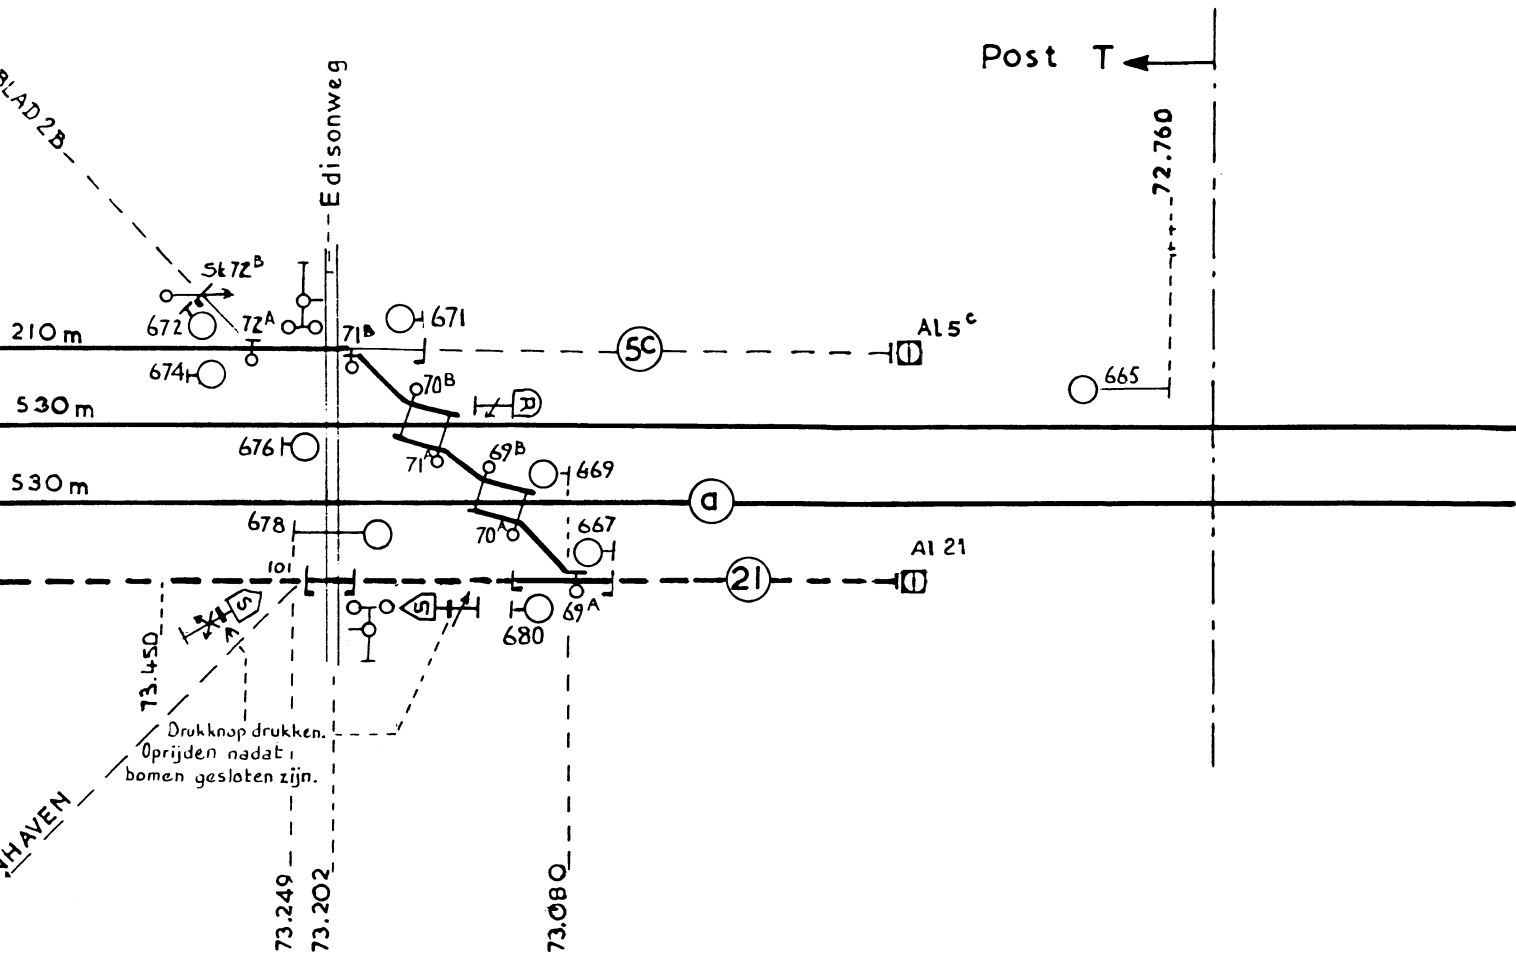 Post T
72.760
BLAD 2B
Edisonweg
St 72B
672
72A
71B
671
210 m
5C
Al 5c
674
70B
R
665
530 m
676
71A
69B
669
530 m
a
678
70A
667
Al 21
10
21
S
S
680
69A
73.450
Drukknop drukken.
Oprijden nadat
bomen gesloten zijn.
NHAVEN
73.249
73.202
73.080